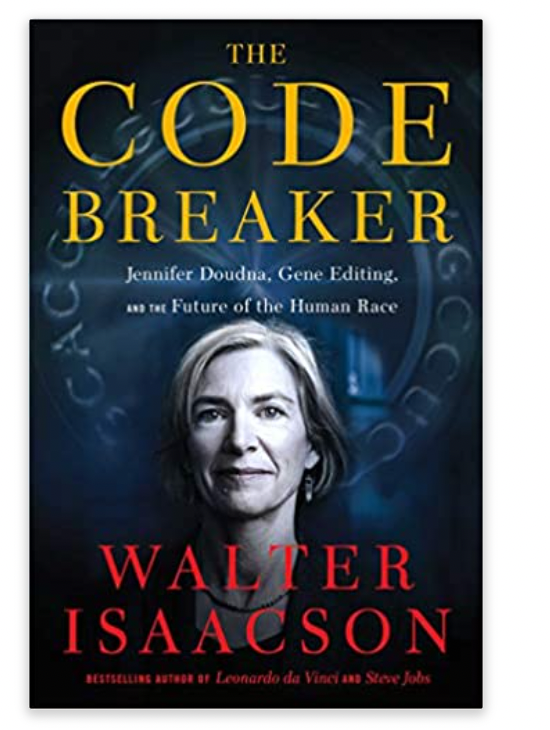 THE
CODE
BREAKER
Jennifer Doudna, Gene Editing,
AND THE Future of the Human Race
WALTER
ISAACSON
BESTSELLING AUTHOR OF Leonardo da Vinci AND Steve Jobs